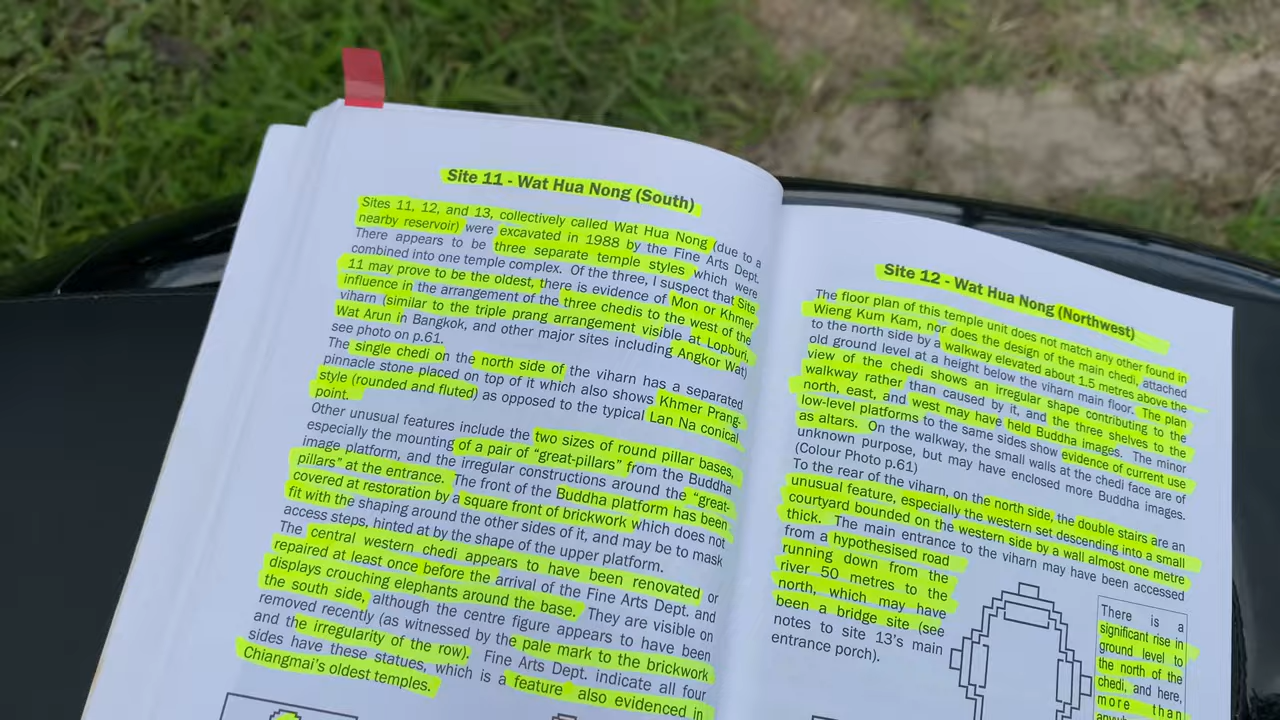 Site 11 - Wat Hua Nong (South)
Sites 11, 12, and 13, collectively called Wat Hua Nong (due to a
nearby reservoir) were excavated in 1988 by the Fine Arts Dept.
There appears to be three separate temple styles which were
combined into one temple complex. Of the three, I suspect that Site
11 may prove to be the oldest, there is evidence of Mon or Khmer
influence in the arrangement of the three chedis to the west of the
viharn (similar to the triple prang arrangement visible at Lopburi,
Wat Arun in Bangkok, and other major sites including Angkor Wat)
see photo on p.61.
The single chedi on the north side of the viharn has a separated
pinnacle stone placed on top of it which also shows Khmer Prang-
style (rounded and fluted) as opposed to the typical Lan Na conical
point.
Other unusual features include the two sizes of round pillar bases,
especially the mounting of a pair of "great-pillars" from the Buddha
image platform, and the irregular constructions around the "great-
pillars" at the entrance. The front of the Buddha platform has been
covered at restoration by a square front of brickwork which does not
fit with the shaping around the other sides of it, and may be to mask
access steps, hinted at by the shape of the upper platform.
The central western chedi appears to have been renovated or
repaired at least once before the arrival of the Fine Arts Dept. and
displays crouching elephants around the base. They are visible on
the south side, although the centre figure appears to have been
removed recently (as witnessed by the pale mark to the brickwork
and the irregularity of the row). Fine Arts Dept. indicate all four
sides have these statues, which is a feature also evidenced in
Chiangmai's oldest temples.
Site 12 - Wat Hua Nong (Northwest)
The floor plan of this temple unit does not match any other found in
Wieng Kum Kam, nor does the design of the main chedi, attached
to the north side by a walkway elevated about 1.5 metres above the
old ground level at a height below the viharn main floor. The plan
view of the chedi shows an irregular shape contributing to the
walkway rather than caused by it, and the three shelves to the
north, east, and west may have held Buddha images. The minor
low-level platforms to the same sides show evidence of current use
as altars. On the walkway, the small walls at the chedi face are of
unknown purpose, but may have enclosed more Buddha images.
(Colour Photo p.61)
To the rear of the viharn, on the north side, the double stairs are an
unusual feature, especially the western set descending into a small
courtyard bounded on the western side by a wall almost one metre
thick. The main entrance to the viharn may have been accessed
from a hypothesised road
running down from the
river 50 metres to the
north, which may have
been a bridge site (see
notes to site 13's main
entrance porch).
There is a
significant rise in
ground level to
the north of the
chedi, and here,
more than